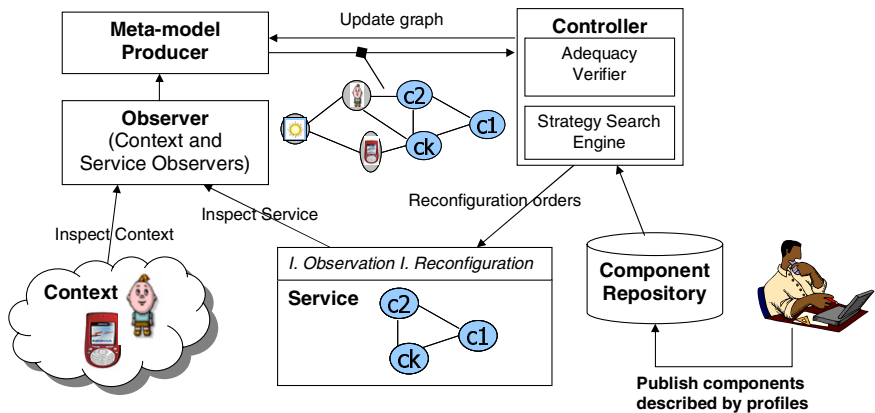 Update graph
Meta-model
Producer
Controller
Adequacy
Verifier
Observer
(Context and
Service Observers)
c2
c1
ck
Strategy Search
Engine
Reconfiguration orders
Inspect Service
Inspect Context
I. Observation I. Reconfiguration
Service
c2
c1
ck
Context
Component
Repository
Publish components
described by profiles